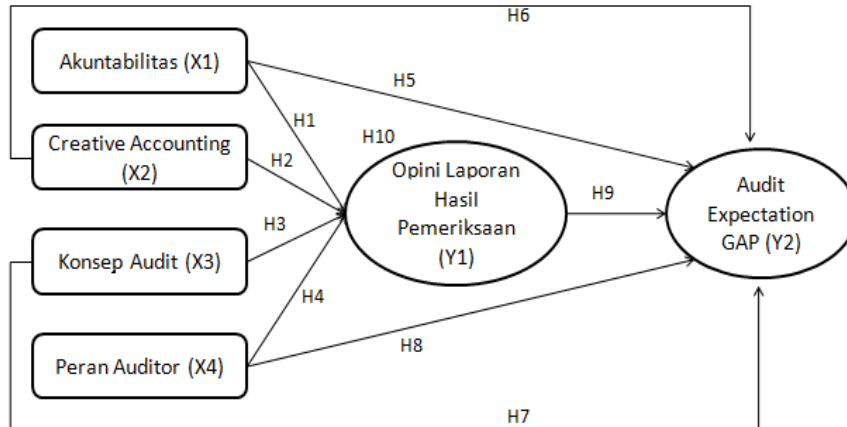 H6
Akuntabilitas (X1)
H5
H1
H10
Creative Accounting
(X2)
H2
Opini Laporan
Hasil
Pemeriksaan
(Y1)
H9
Audit
Expectation
GAP (Y2)
H3
Konsep Audit (X3)
H4
H8
Peran Auditor (X4)
H7